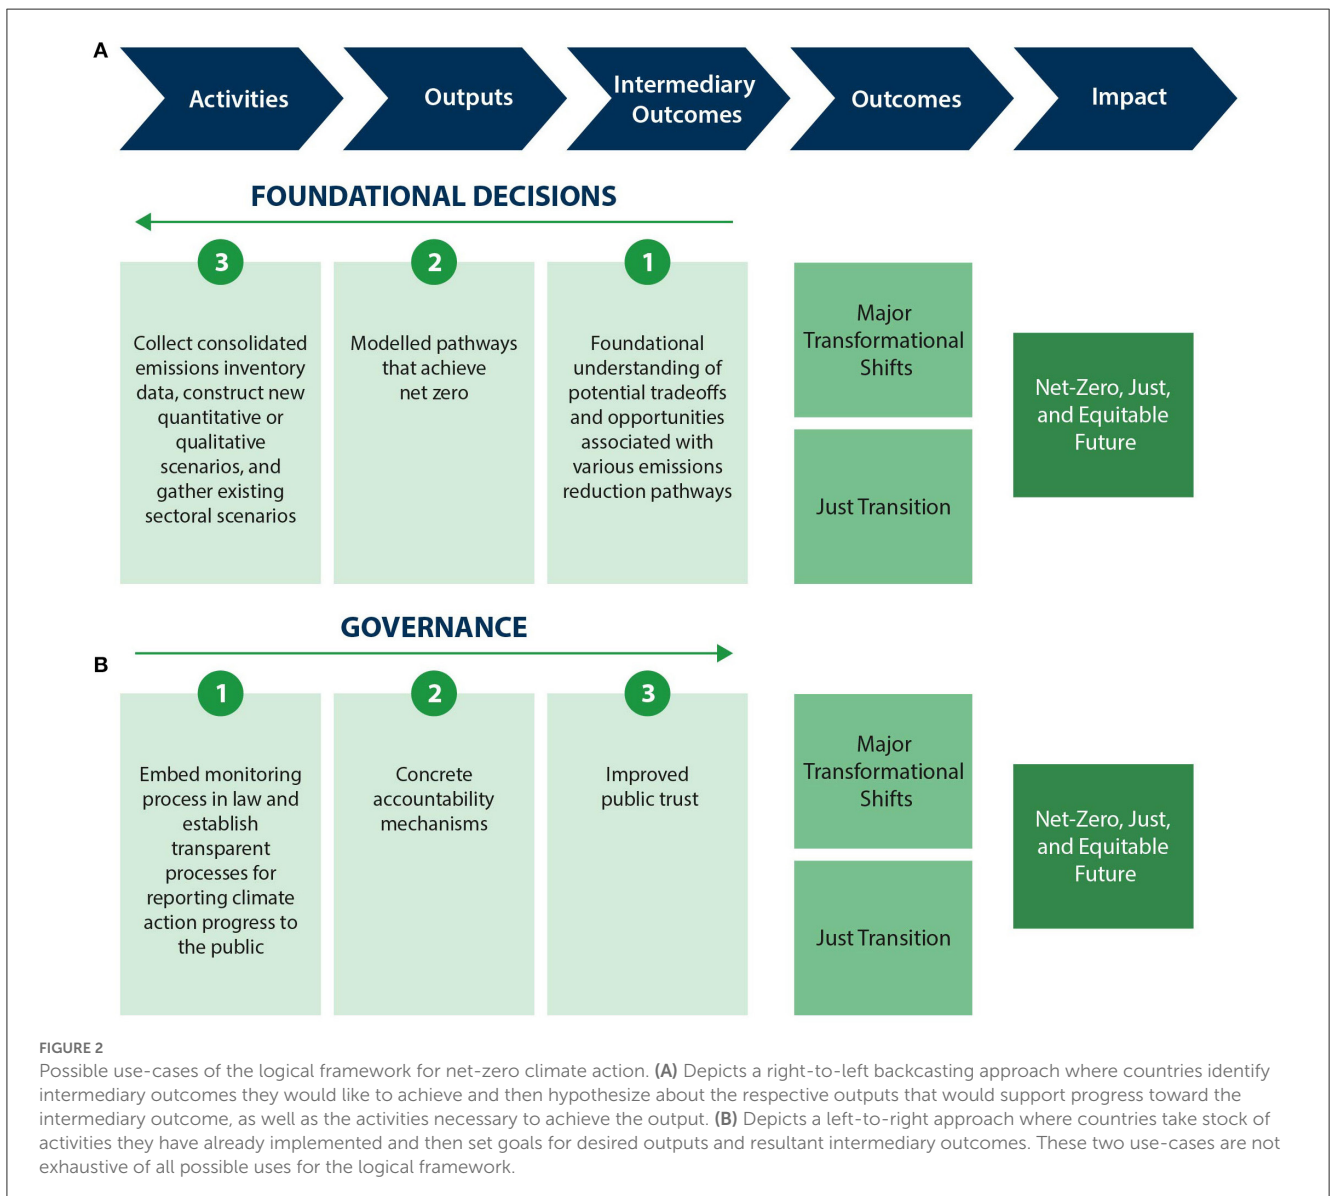 A
Activities
Outputs
Intermediary
Outcomes
Outcomes
Impact
FOUNDATIONAL DECISIONS
3
Collect consolidated
emissions inventory
data, construct new
quantitative or
qualitative
scenarios, and
gather existing
sectoral scenarios
2
Modelled pathways
that achieve
net zero
1
Foundational
understanding of
potential tradeoffs
and opportunities
associated with
various emissions
reduction pathways
Major
Transformational
Shifts
Just Transition
Net-Zero, Just,
and Equitable
Future
GOVERNANCE
B
1
Embed monitoring
process in law and
establish
transparent
processes for
reporting climate
action progress to
the public
2
Concrete
accountability
mechanisms
3
Improved
public trust
Major
Transformational
Shifts
Just Transition
Net-Zero, Just,
and Equitable
Future
FIGURE 2
Possible use-cases of the logical framework for net-zero climate action. (A) Depicts a right-to-left backcasting approach where countries identify
intermediary outcomes they would like to achieve and then hypothesize about the respective outputs that would support progress toward the
intermediary outcome, as well as the activities necessary to achieve the output. (B) Depicts a left-to-right approach where countries take stock of
activities they have already implemented and then set goals for desired outputs and resultant intermediary outcomes. These two use-cases are not
exhaustive of all possible uses for the logical framework.